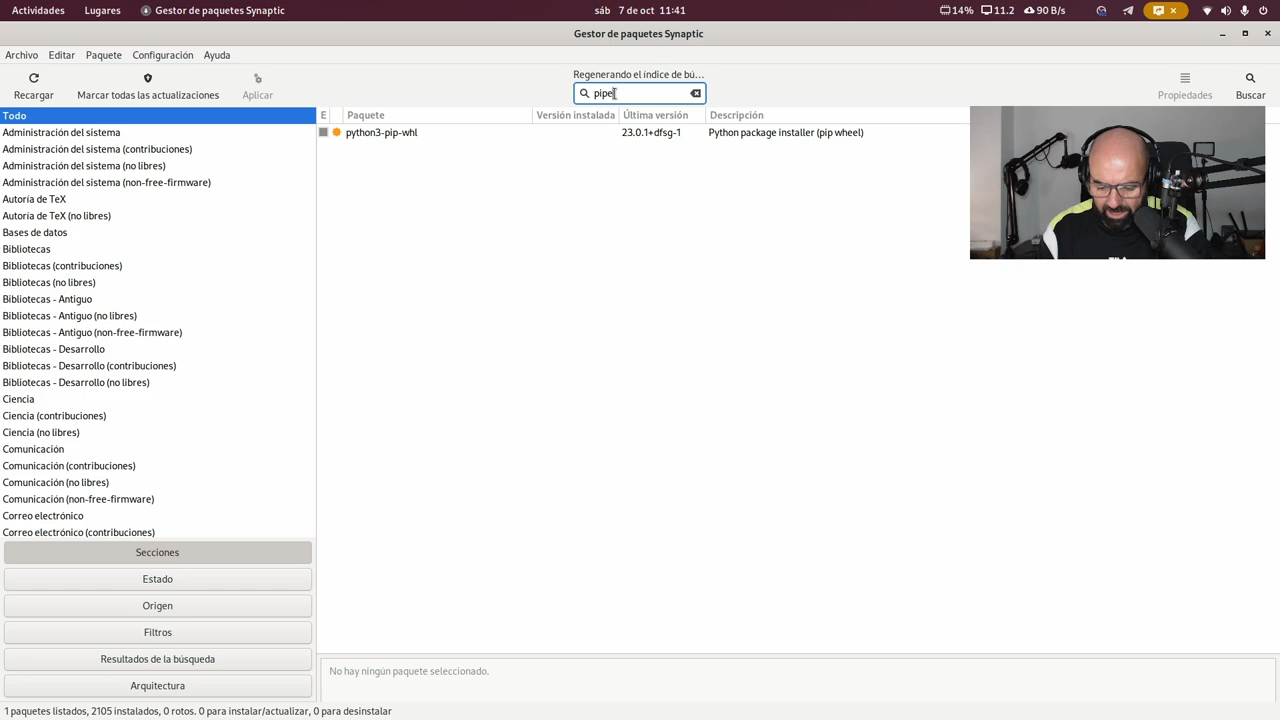 Actividades Lugares Gestor de paquetes Synaptic sáb 7 de oct 11:41 14% 11.2 90 B/s
Gestor de paquetes Synaptic
Archivo Editar Paquete Configuración Ayuda
Regenerando el índice de bú...
Recargar Marcar todas las actualizaciones Aplicar pipe Propiedades Buscar
E Paquete Versión instalada Última versión Descripción
python3-pip-whl 23.0.1+dfsg-1 Python package installer (pip wheel)
Todo
Administración del sistema
Administración del sistema (contribuciones)
Administración del sistema (no libres)
Administración del sistema (non-free-firmware)
Autoría de TeX
Autoría de TeX (no libres)
Bases de datos
Bibliotecas
Bibliotecas (contribuciones)
Bibliotecas (no libres)
Bibliotecas - Antiguo
Bibliotecas - Antiguo (no libres)
Bibliotecas - Antiguo (non-free-firmware)
Bibliotecas - Desarrollo
Bibliotecas - Desarrollo (contribuciones)
Bibliotecas - Desarrollo (no libres)
Ciencia
Ciencia (contribuciones)
Ciencia (no libres)
Comunicación
Comunicación (contribuciones)
Comunicación (no libres)
Comunicación (non-free-firmware)
Correo electrónico
Correo electrónico (contribuciones)
Secciones
Estado
Origen
Filtros
Resultados de la búsqueda
Arquitectura
No hay ningún paquete seleccionado.
1 paquetes listados, 2105 instalados, 0 rotos. 0 para instalar/actualizar, 0 para desinstalar